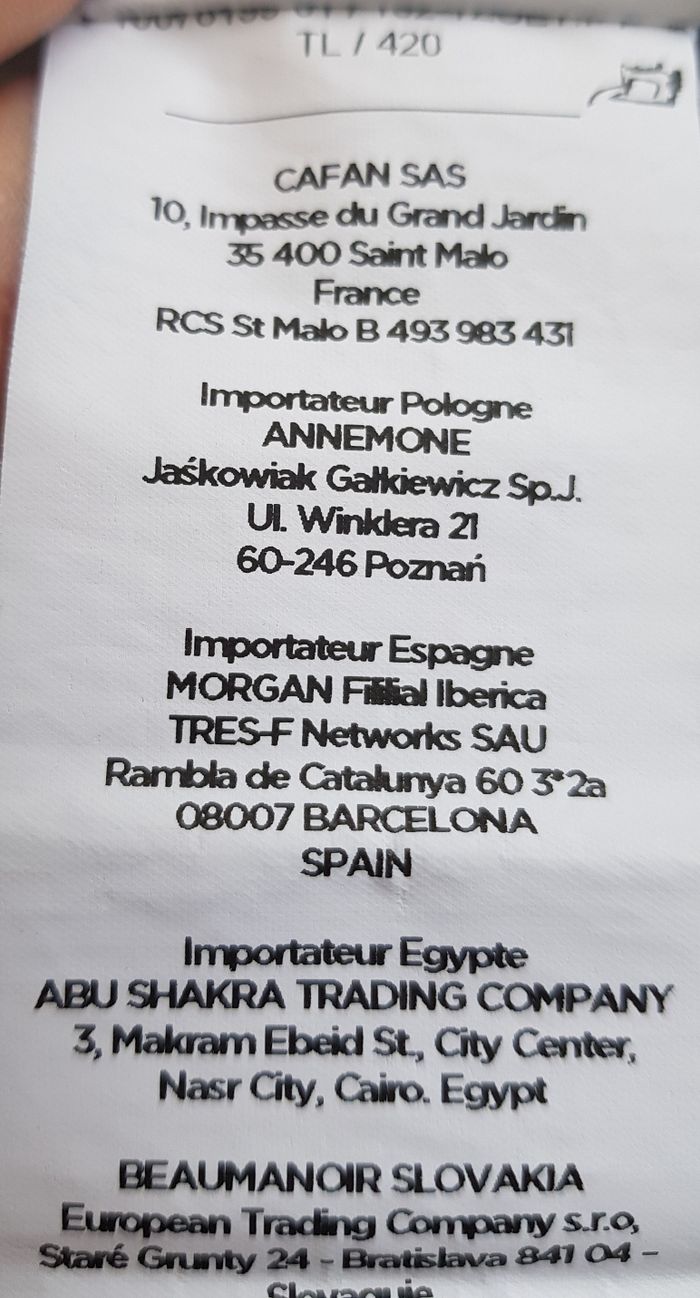 TL / 420
CAFAN SAS
10, Impasse du Grand Jardin
35 400 Saint Malo
France
RCS St Malo B 493 983 431
Importateur Pologne
ANNEMONE
Jaśkowiak Gałkiewicz Sp.J.
Ul. Winklera 21
60-246 Poznań
Importateur Espagne
MORGAN Filial Iberica
TRES-F Networks SAU
Rambla de Catalunya 60 3*2a
08007 BARCELONA
SPAIN
Importateur Egypte
ABU SHAKRA TRADING COMPANY
3, Makram Ebeid St., City Center,
Nasr City, Cairo. Egypt
BEAUMANOIR SLOVAKIA
European Trading Company s.r.o,
Staré Grunty 24 - Bratislava 841 04 -
Slovaquie